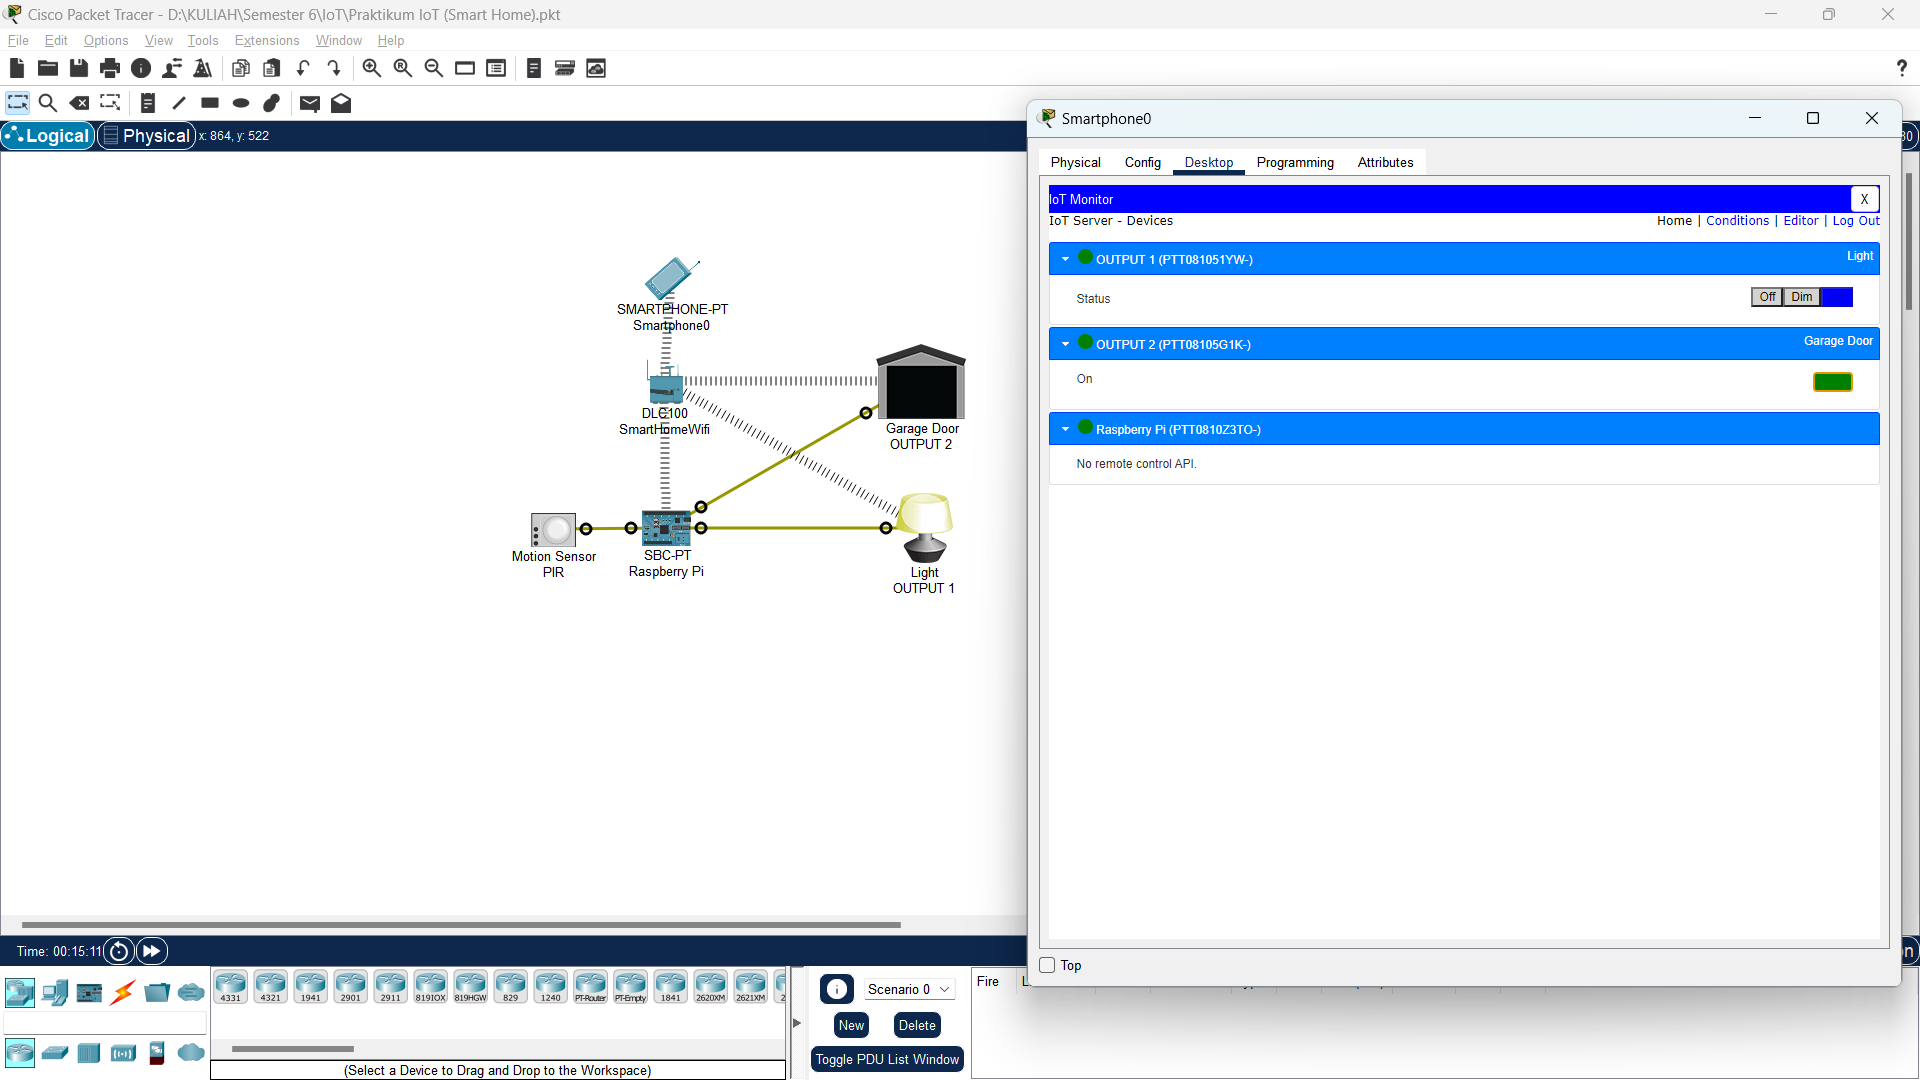 Cisco Packet Tracer - D:\KULIAH\Semester 6\IoT\Praktikum IoT (Smart Home).pkt
File Edit Options View Tools Extensions Window Help
Logical Physical x: 864, y: 522
Smartphone0
Physical Config Desktop Programming Attributes
IoT Monitor X
IoT Server - Devices Home | Conditions | Editor | Log Out
OUTPUT 1 (PTT081051YW-) Light
Status Off Dim
OUTPUT 2 (PTT08105G1K-) Garage Door
On
Raspberry Pi (PTT0810Z3TO-)
No remote control API.
Top
SMARTPHONE-PT
Smartphone0
DLC100
SmartHomeWifi
Garage Door
OUTPUT 2
Motion Sensor
PIR
SBC-PT
Raspberry Pi
Light
OUTPUT 1
Time: 00:15:11
4331 4321 1941 2901 2911 819IOX 819HGW 829 1240 PT-Router PT-Empty 1841 2620XM 2621XM
(Select a Device to Drag and Drop to the Workspace)
Scenario 0
New Delete
Toggle PDU List Window
Fire